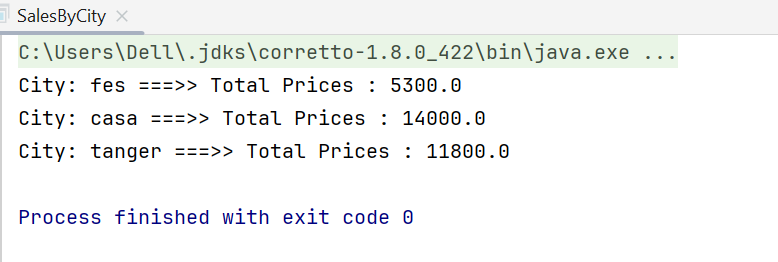 SalesByCity
C:\Users\Dell\.jdks\corretto-1.8.0_422\bin\java.exe ...
City: fes ===>> Total Prices : 5300.0
City: casa ===>> Total Prices : 14000.0
City: tanger ===>> Total Prices : 11800.0
Process finished with exit code 0